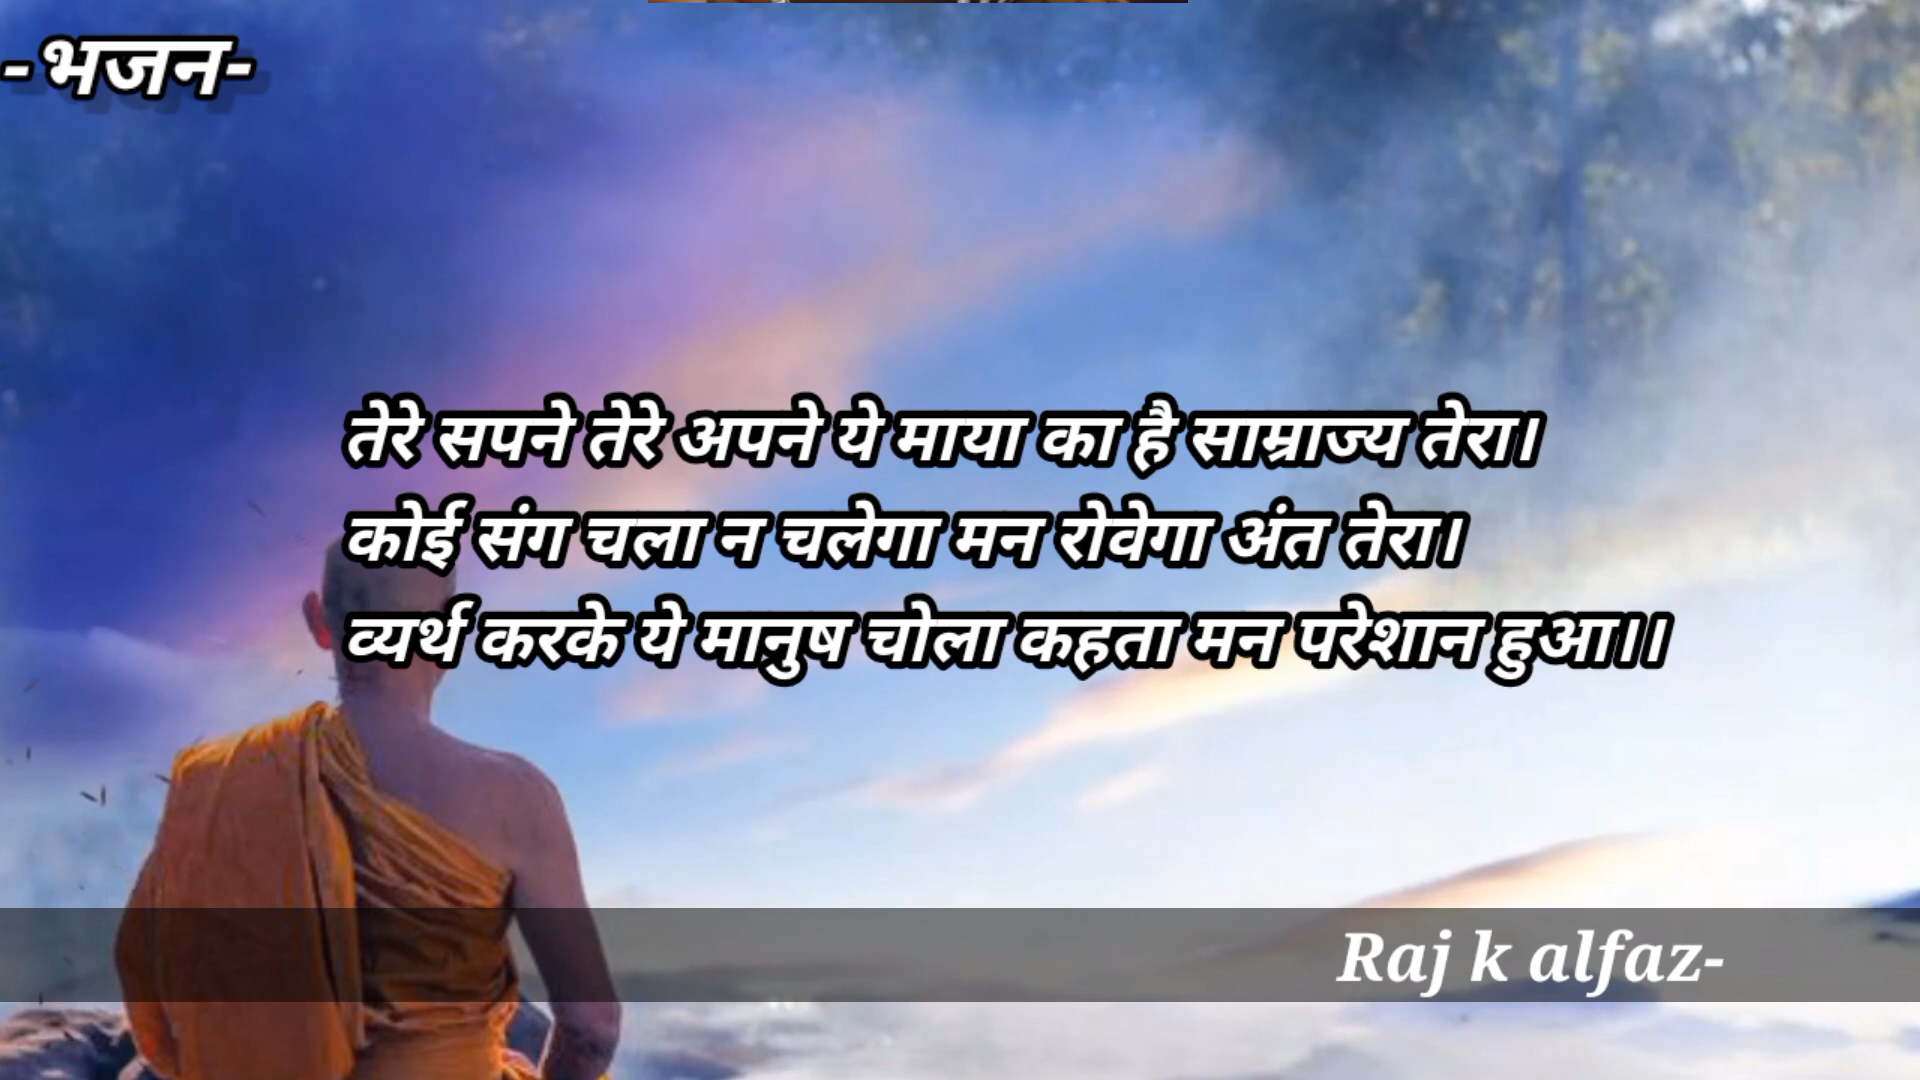 -भजन-
तेरे सपने तेरे अपने ये माया का है साम्राज्य तेरा।
कोई संग चला न चलेगा मन रोवेगा अंत तेरा।
व्यर्थ करके ये मानुष चोला कहता मन परेशान हुआ।।
Raj k alfaz-